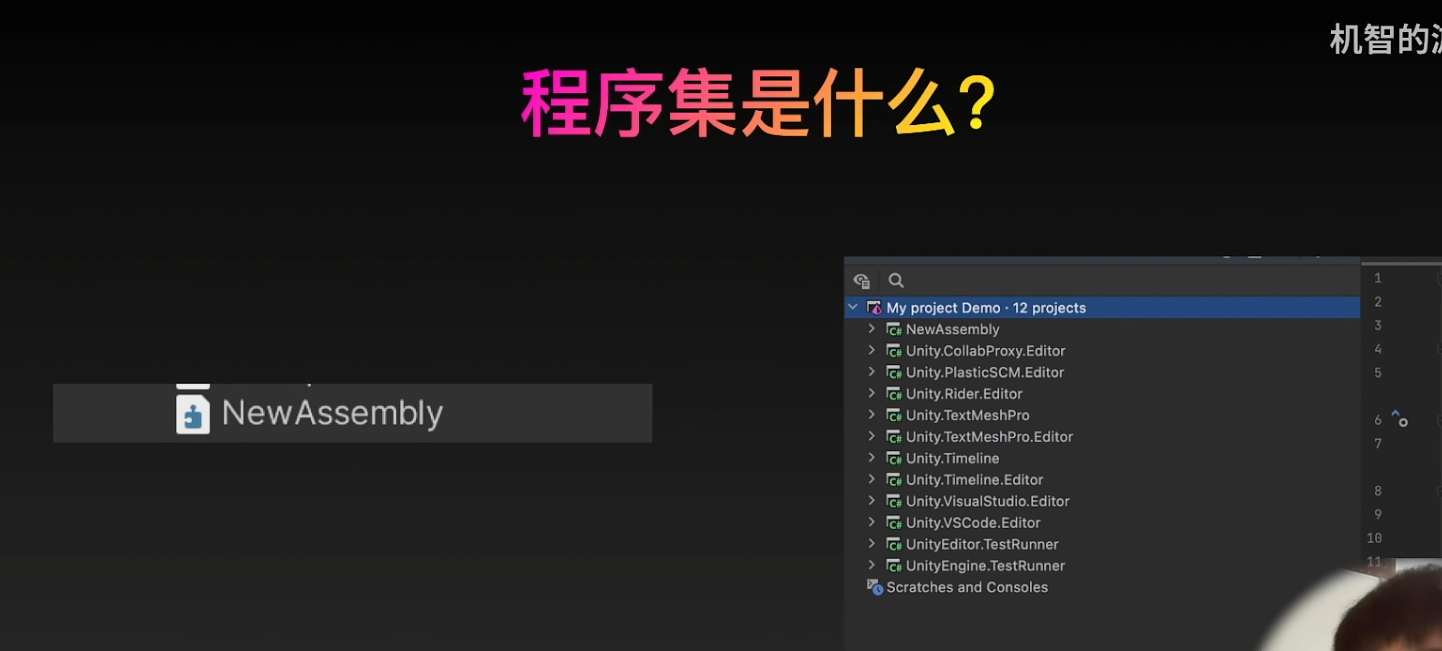 机智的
程序集是什么?
NewAssembly
My project Demo · 12 projects
NewAssembly
Unity.CollabProxy.Editor
Unity.PlasticSCM.Editor
Unity.Rider.Editor
Unity.TextMeshPro
Unity.TextMeshPro.Editor
Unity.Timeline
Unity.Timeline.Editor
Unity.VisualStudio.Editor
Unity.VSCode.Editor
UnityEditor.TestRunner
UnityEngine.TestRunner
Scratches and Consoles
1
2
3
4
5
6
7
8
9
10
11